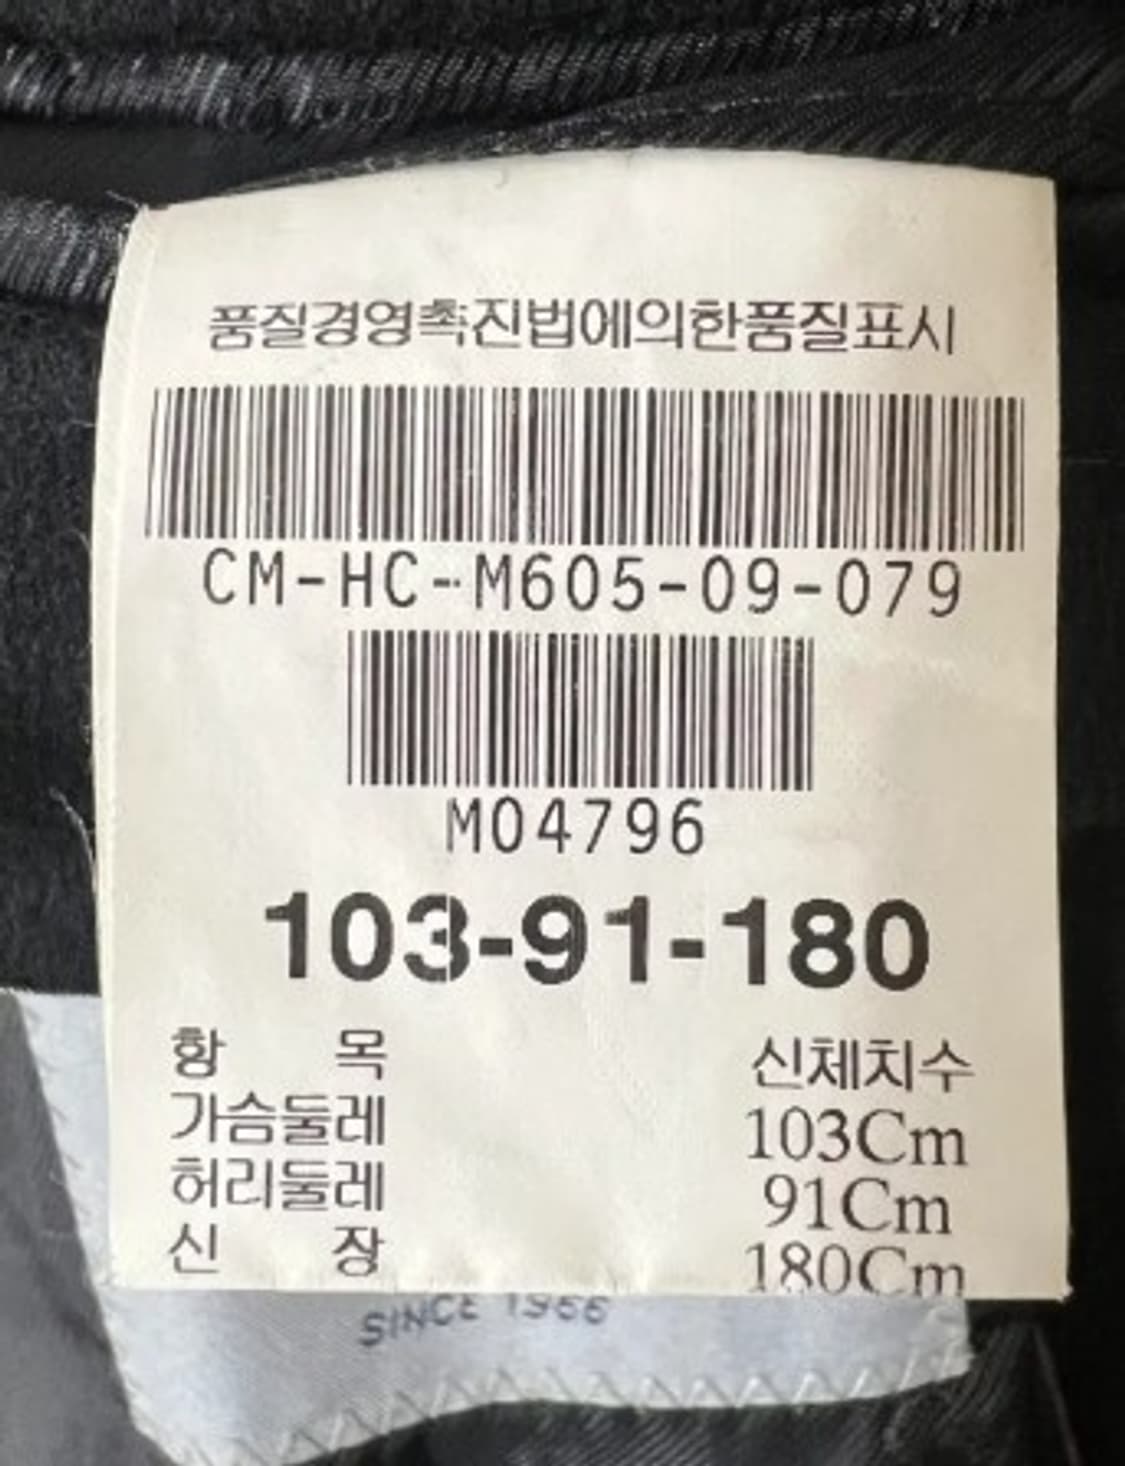 품질경영촉진법에의한품질표시
CM-HC-M605-09-079
M04796
103-91-180
항 목 신체치수
가슴둘레 103Cm
허리둘레 91Cm
신 장 180Cm
SINCE 1966